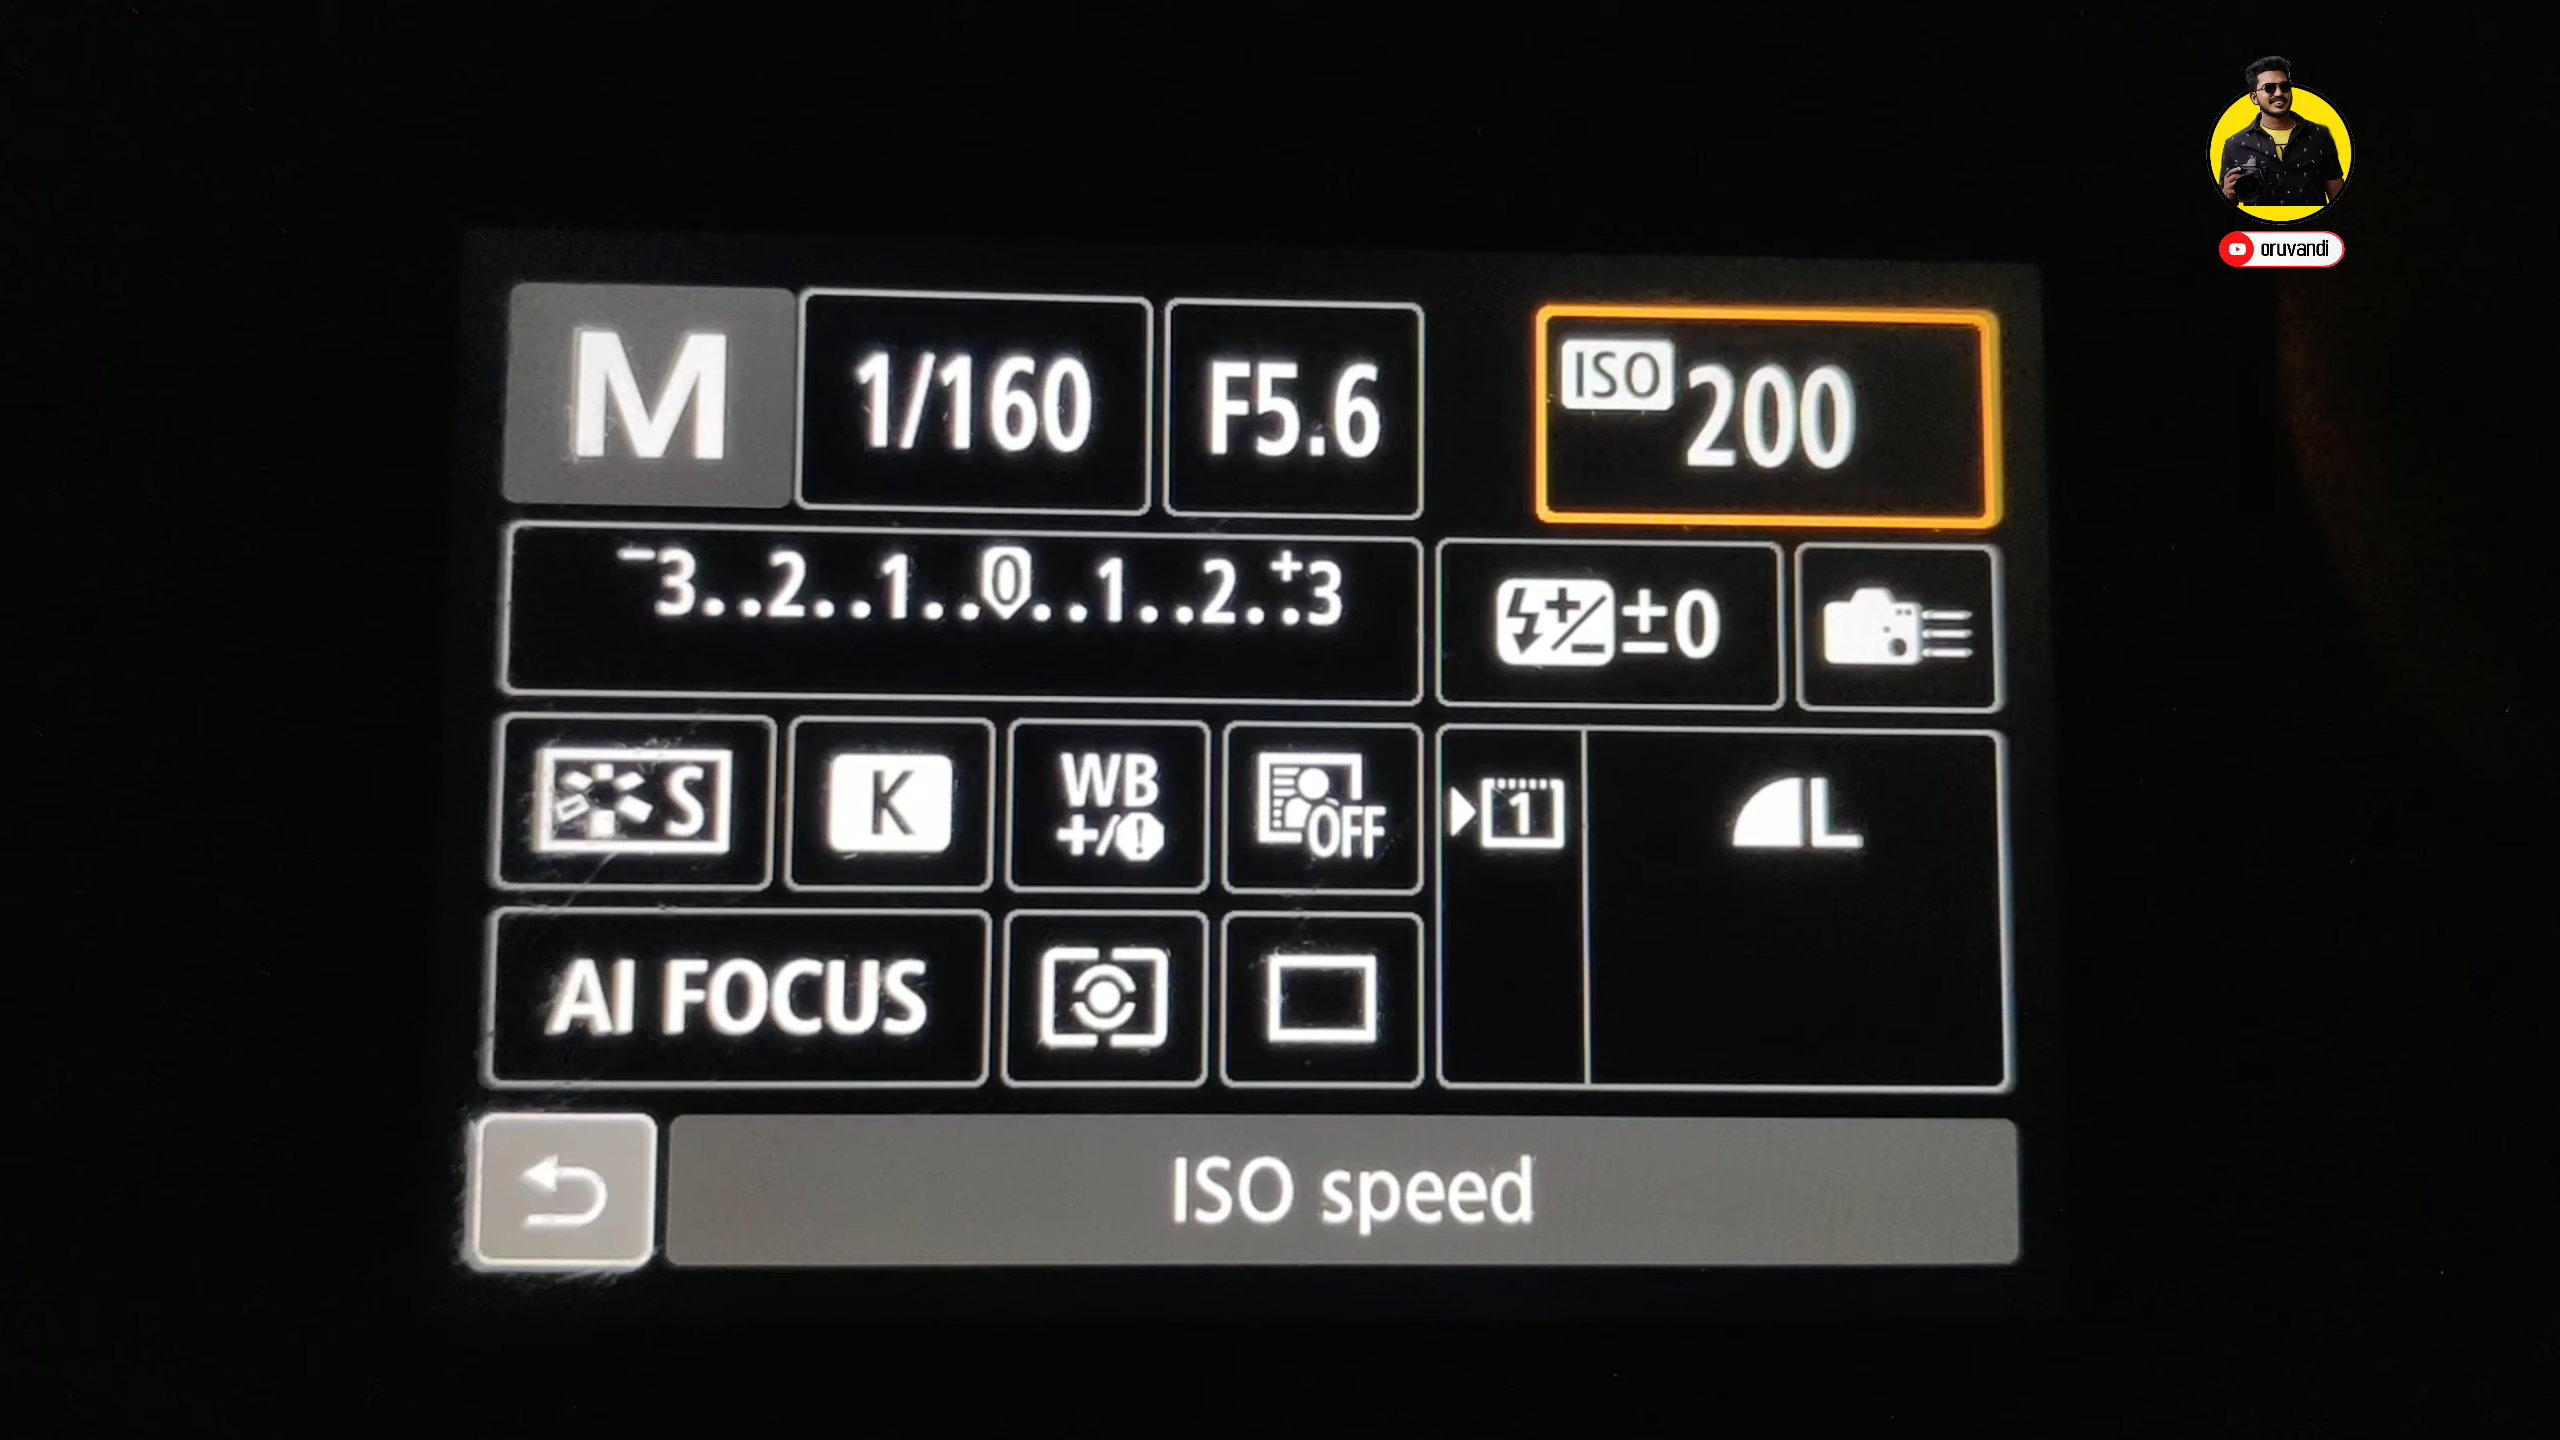 oruvandi
M 1/160 F5.6 ISO 200
-3..2..1..0..1..2..+3
±0
S K WB +/- OFF 1 L
AI FOCUS
ISO speed